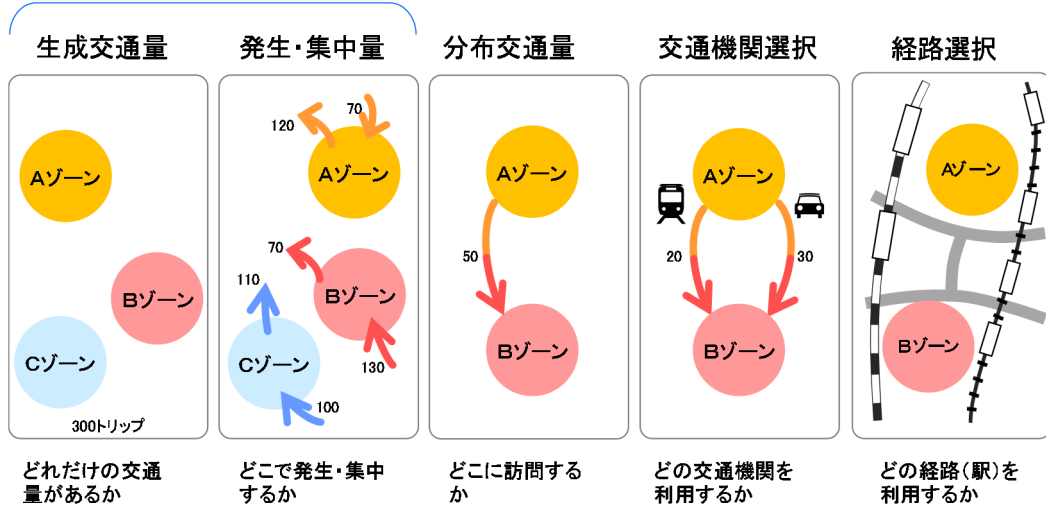 生成交通量
発生・集中量
分布交通量
交通機関選択
経路選択
Aゾーン
Bゾーン
Cゾーン
300トリップ
120
70
Aゾーン
70
110
Bゾーン
Cゾーン
130
100
Aゾーン
50
Bゾーン
Aゾーン
20
30
Bゾーン
Aゾーン
Bゾーン
どれだけの交通
量があるか
どこで発生・集中
するか
どこに訪問する
か
どの交通機関を
利用するか
どの経路(駅)を
利用するか